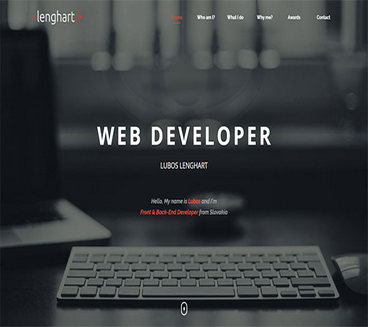 lenghart
Home Who am I? What I do Why me? Awards Contact
WEB DEVELOPER
LUBOS LENGHART
Hello. My name is Lubos and I'm
Front & Back-End Developer from Slovakia